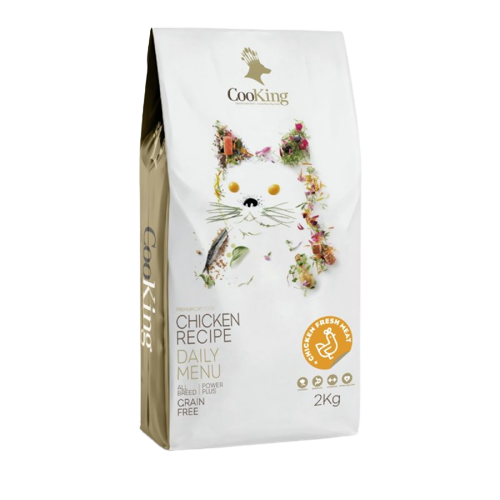 CooKing
CooKing
CHICKEN
RECIPE
DAILY
MENU
ALL
BREED
POWER
PLUS
GRAIN
FREE
CHICKEN FRESH MEAT
2Kg